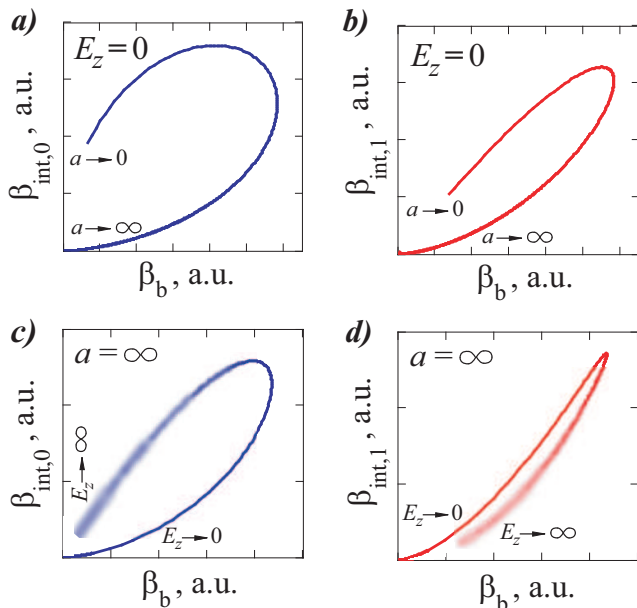 a)
E_z = 0
β_int,0 , a.u.
a → 0
a → ∞
β_b , a.u.
b)
E_z = 0
β_int,1 , a.u.
a → 0
a → ∞
β_b , a.u.
c)
a = ∞
β_int,0 , a.u.
E_z → ∞
E_z → 0
β_b , a.u.
d)
a = ∞
β_int,1 , a.u.
E_z → 0
E_z → ∞
β_b , a.u.